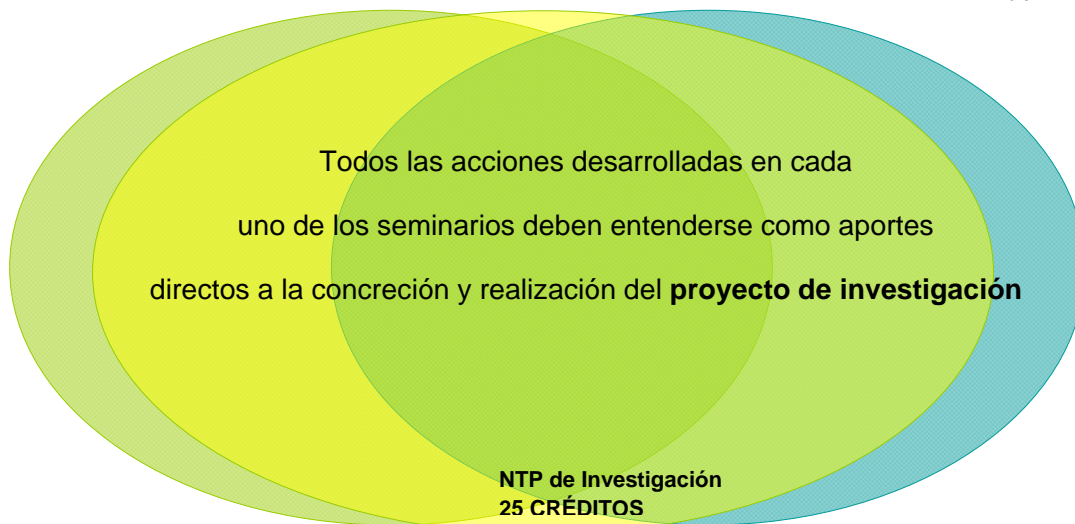 Todos las acciones desarrolladas en cada
uno de los seminarios deben entenderse como aportes
directos a la concreción y realización del proyecto de investigación
NTP de Investigación
25 CRÉDITOS